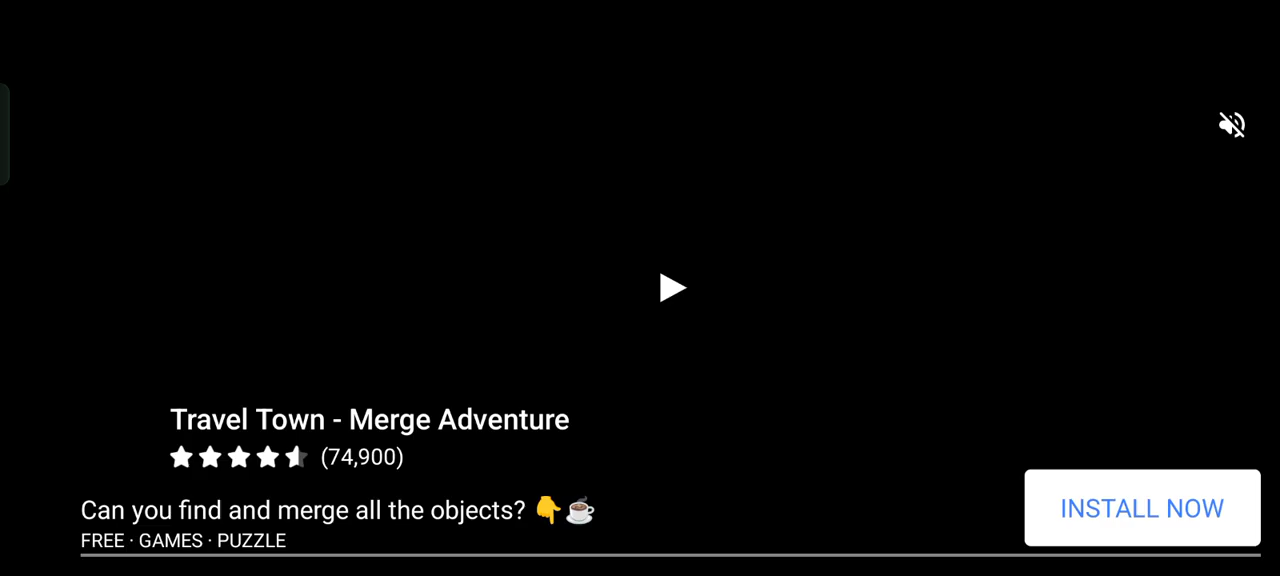 Travel Town - Merge Adventure
(74,900)
Can you find and merge all the objects? 👇☕
FREE · GAMES · PUZZLE
INSTALL NOW